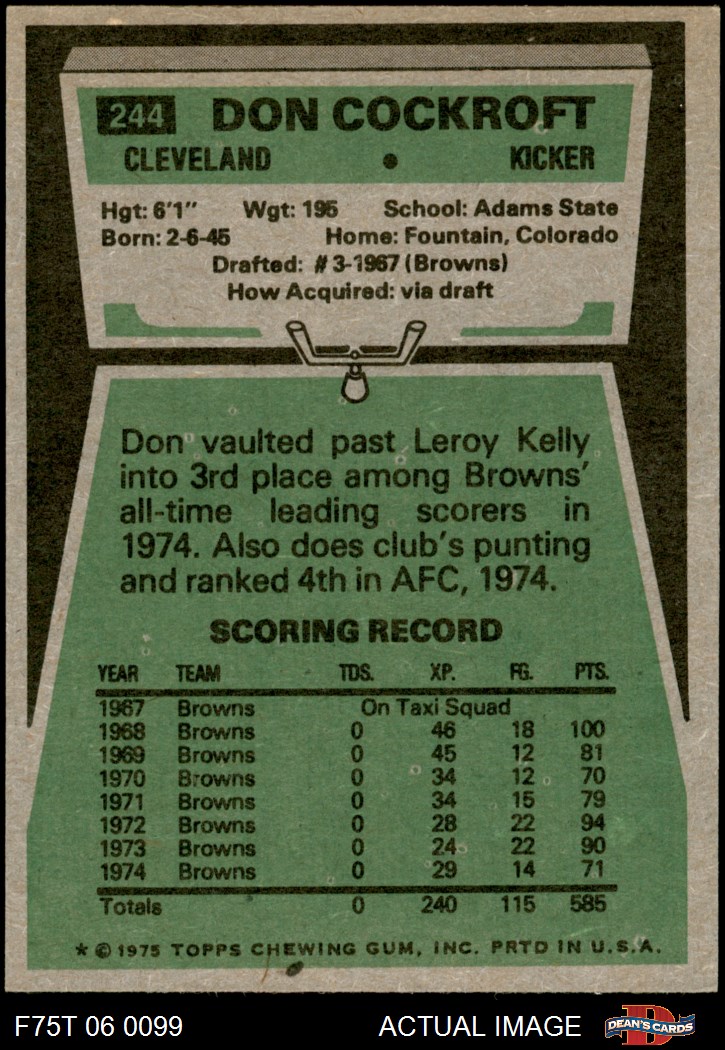 244 DON COCKROFT
CLEVELAND • KICKER
Hgt: 6'1" Wgt: 195 School: Adams State
Born: 2-6-45 Home: Fountain, Colorado
Drafted: #3-1967 (Browns)
How Acquired: via draft
Don vaulted past Leroy Kelly
into 3rd place among Browns'
all-time leading scorers in
1974. Also does club's punting
and ranked 4th in AFC, 1974.
SCORING RECORD
YEAR TEAM TDS. XP. FG. PTS.
1967 Browns On Taxi Squad
1968 Browns 0 46 18 100
1969 Browns 0 45 12 81
1970 Browns 0 34 12 70
1971 Browns 0 34 15 79
1972 Browns 0 28 22 94
1973 Browns 0 24 22 90
1974 Browns 0 29 14 71
Totals 0 240 115 585
* © 1975 TOPPS CHEWING GUM, INC. PRTD IN U.S.A.
F75T 06 0099 ACTUAL IMAGE D DEAN'S CARDS